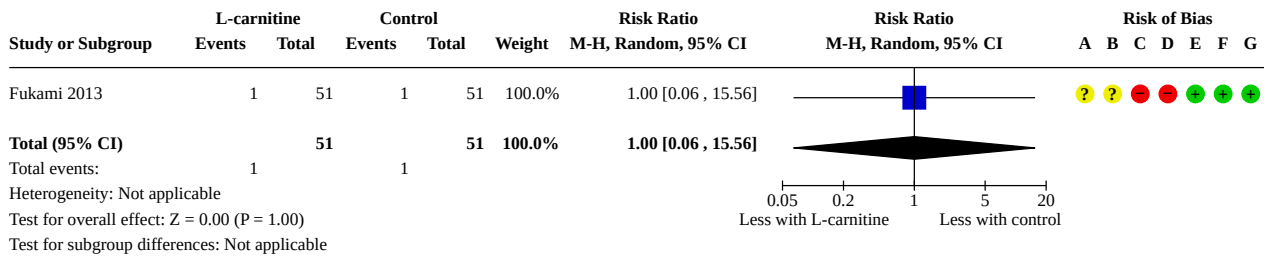 L-carnitine Control Risk Ratio Risk Ratio Risk of Bias
Study or Subgroup Events Total Events Total Weight M-H, Random, 95% CI M-H, Random, 95% CI A B C D E F G
Fukami 2013 1 51 1 51 100.0% 1.00 [0.06 , 15.56] ? ? − − + + +
Total (95% CI) 51 51 100.0% 1.00 [0.06 , 15.56]
Total events: 1 1
Heterogeneity: Not applicable
0.05 0.2 1 5 20
Test for overall effect: Z = 0.00 (P = 1.00)
Less with L-carnitine Less with control
Test for subgroup differences: Not applicable